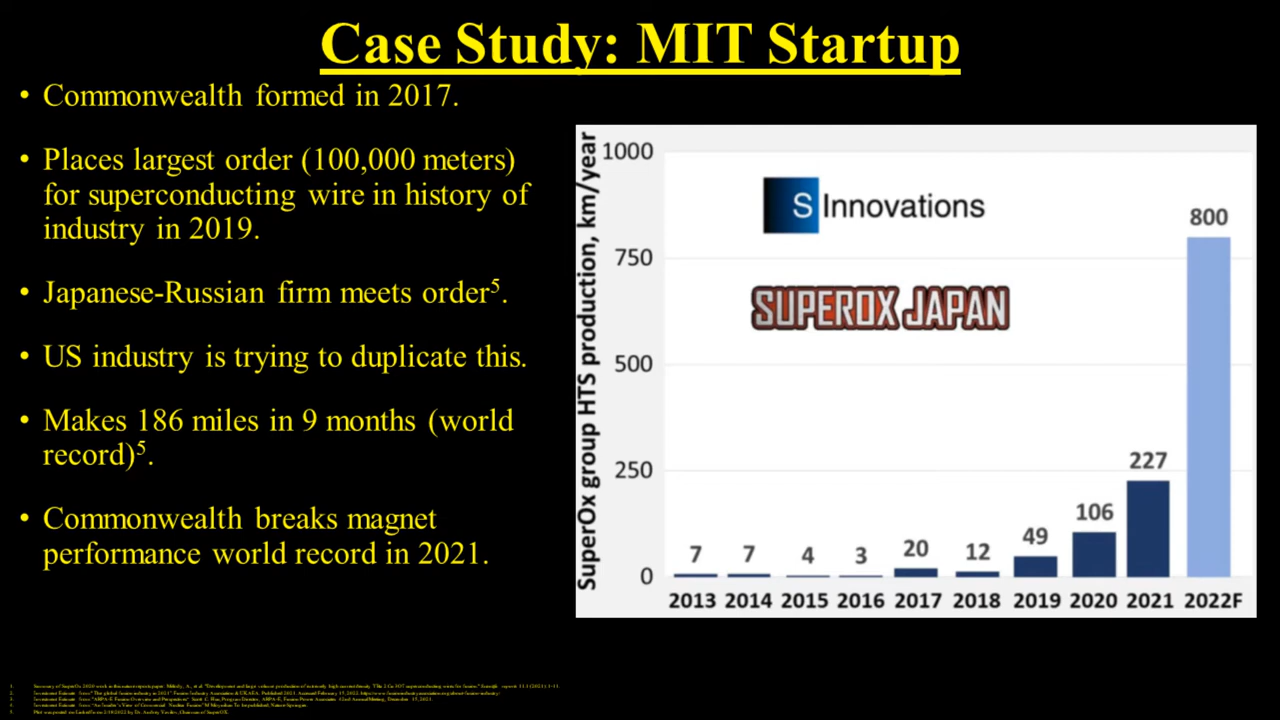 Case Study: MIT Startup
• Commonwealth formed in 2017.
• Places largest order (100,000 meters)
for superconducting wire in history of
industry in 2019.
• Japanese-Russian firm meets order⁵.
• US industry is trying to duplicate this.
• Makes 186 miles in 9 months (world
record)⁵.
• Commonwealth breaks magnet
performance world record in 2021.
SuperOx group HTS production, km/year
1000
750
500
250
0
S Innovations
SUPEROX JAPAN
7
7
4
3
20
12
49
106
227
800
2013
2014
2015
2016
2017
2018
2019
2020
2021
2022F